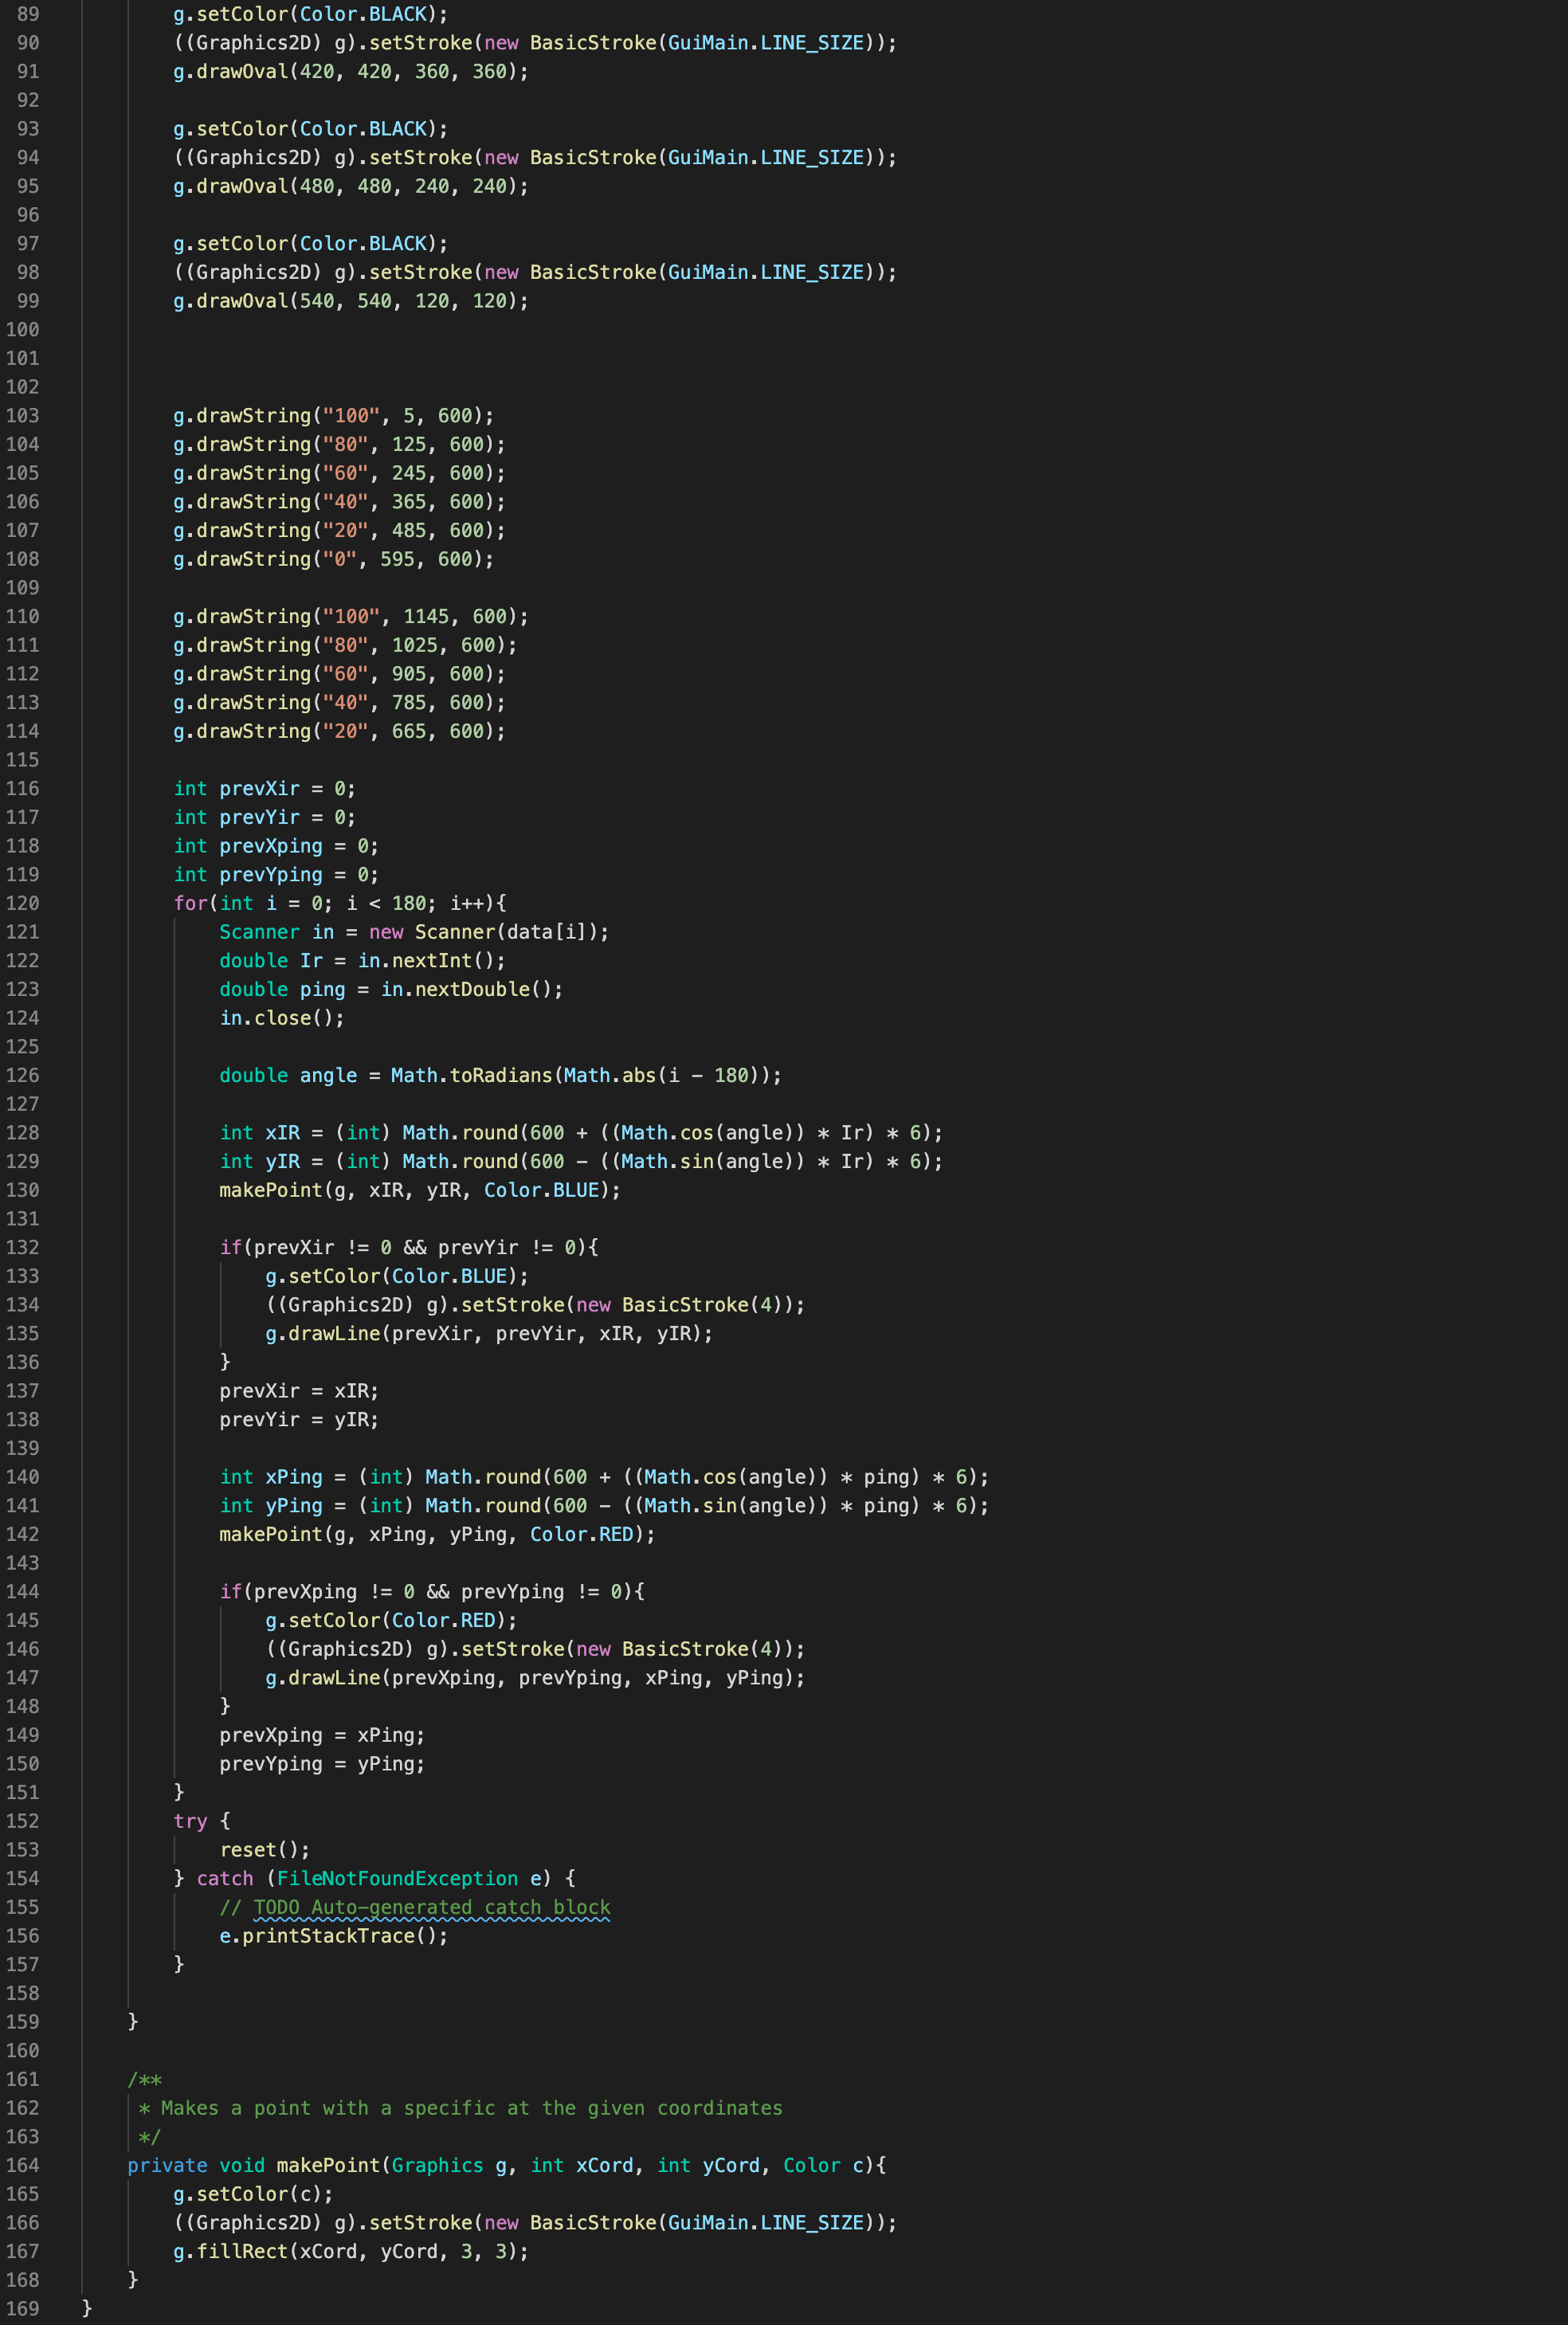 89 g.setColor(Color.BLACK);
90 ((Graphics2D) g).setStroke(new BasicStroke(GuiMain.LINE_SIZE));
91 g.drawOval(420, 420, 360, 360);
92
93 g.setColor(Color.BLACK);
94 ((Graphics2D) g).setStroke(new BasicStroke(GuiMain.LINE_SIZE));
95 g.drawOval(480, 480, 240, 240);
96
97 g.setColor(Color.BLACK);
98 ((Graphics2D) g).setStroke(new BasicStroke(GuiMain.LINE_SIZE));
99 g.drawOval(540, 540, 120, 120);
100
101
102
103 g.drawString("100", 5, 600);
104 g.drawString("80", 125, 600);
105 g.drawString("60", 245, 600);
106 g.drawString("40", 365, 600);
107 g.drawString("20", 485, 600);
108 g.drawString("0", 595, 600);
109
110 g.drawString("100", 1145, 600);
111 g.drawString("80", 1025, 600);
112 g.drawString("60", 905, 600);
113 g.drawString("40", 785, 600);
114 g.drawString("20", 665, 600);
115
116 int prevXir = 0;
117 int prevYir = 0;
118 int prevXping = 0;
119 int prevYping = 0;
120 for(int i = 0; i < 180; i++){
121 Scanner in = new Scanner(data[i]);
122 double Ir = in.nextInt();
123 double ping = in.nextDouble();
124 in.close();
125
126 double angle = Math.toRadians(Math.abs(i - 180));
127
128 int xIR = (int) Math.round(600 + ((Math.cos(angle)) * Ir) * 6);
129 int yIR = (int) Math.round(600 - ((Math.sin(angle)) * Ir) * 6);
130 makePoint(g, xIR, yIR, Color.BLUE);
131
132 if(prevXir != 0 && prevYir != 0){
133 g.setColor(Color.BLUE);
134 ((Graphics2D) g).setStroke(new BasicStroke(4));
135 g.drawLine(prevXir, prevYir, xIR, yIR);
136 }
137 prevXir = xIR;
138 prevYir = yIR;
139
140 int xPing = (int) Math.round(600 + ((Math.cos(angle)) * ping) * 6);
141 int yPing = (int) Math.round(600 - ((Math.sin(angle)) * ping) * 6);
142 makePoint(g, xPing, yPing, Color.RED);
143
144 if(prevXping != 0 && prevYping != 0){
145 g.setColor(Color.RED);
146 ((Graphics2D) g).setStroke(new BasicStroke(4));
147 g.drawLine(prevXping, prevYping, xPing, yPing);
148 }
149 prevXping = xPing;
150 prevYping = yPing;
151 }
152 try {
153 reset();
154 } catch (FileNotFoundException e) {
155 // TODO Auto-generated catch block
156 e.printStackTrace();
157 }
158
159 }
160
161 /**
162 * Makes a point with a specific at the given coordinates
163 */
164 private void makePoint(Graphics g, int xCord, int yCord, Color c){
165 g.setColor(c);
166 ((Graphics2D) g).setStroke(new BasicStroke(GuiMain.LINE_SIZE));
167 g.fillRect(xCord, yCord, 3, 3);
168 }
169 }